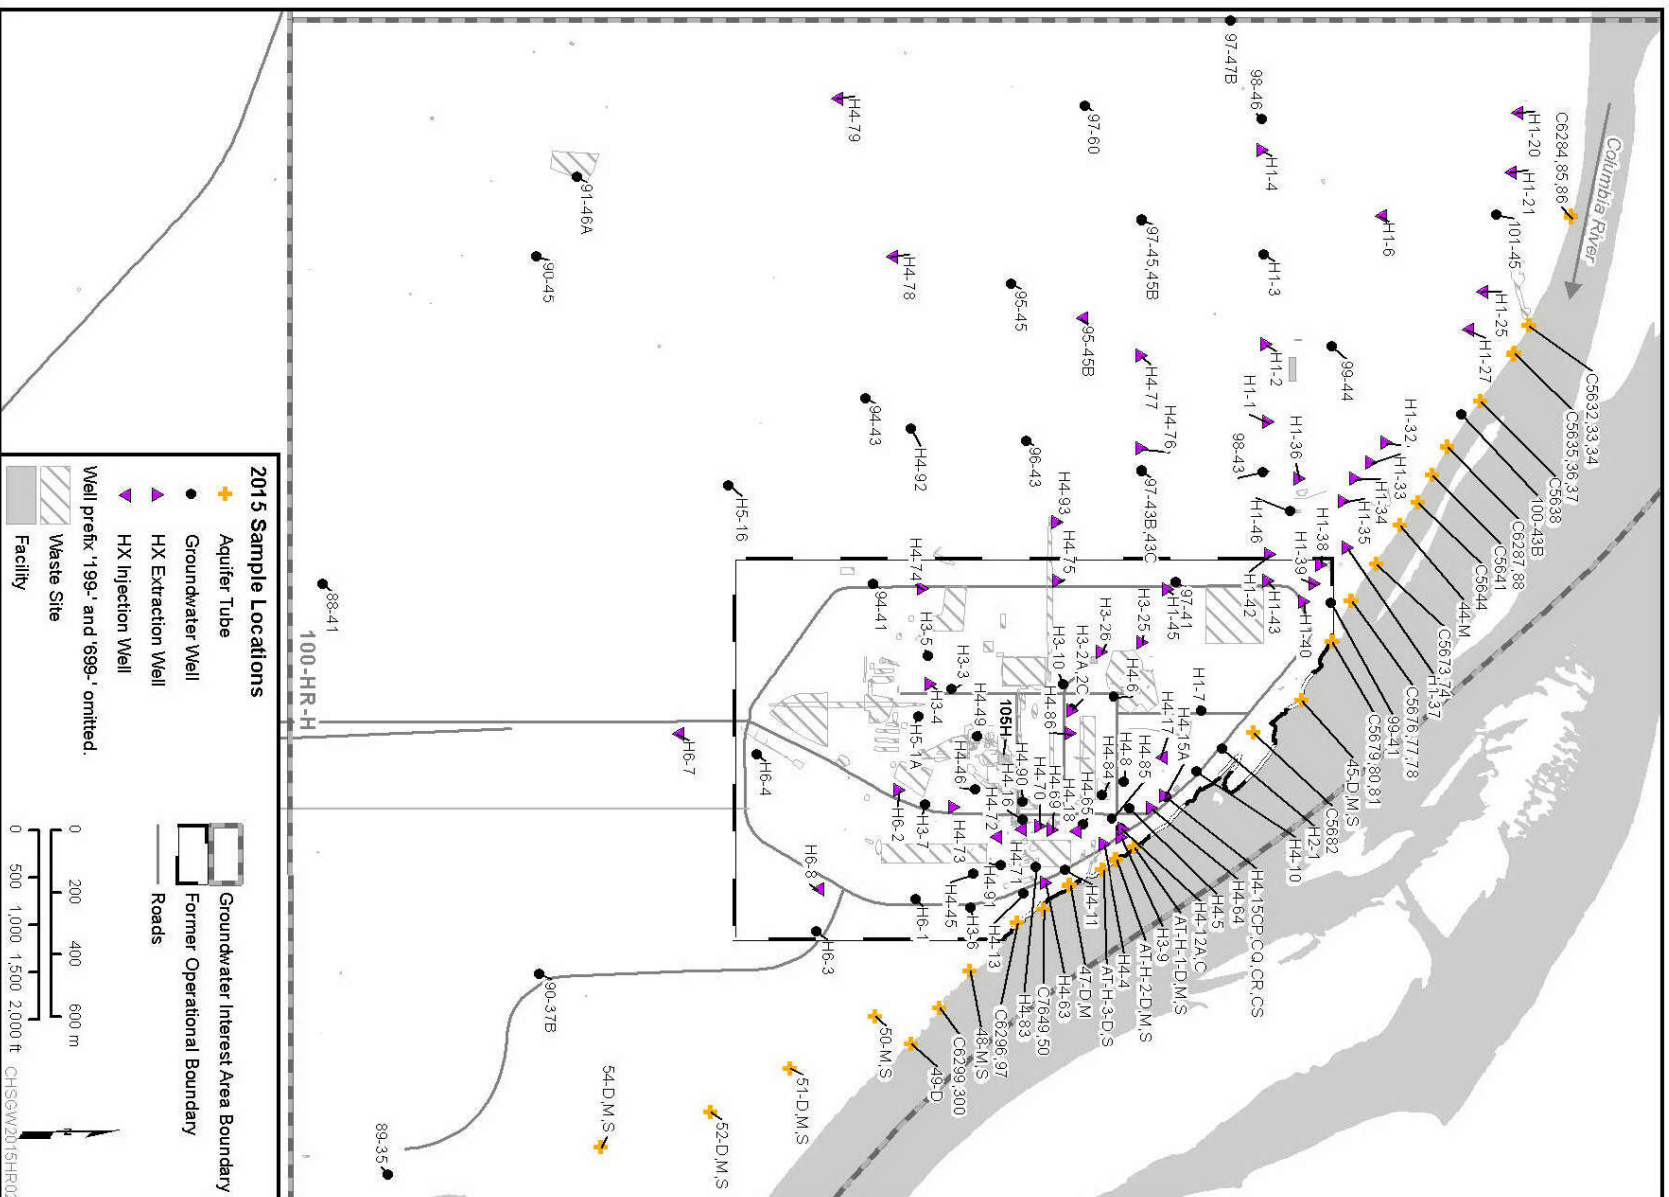 Columbia River
97-47B
98-46
H1-4
H1-20
C6284,85,86
H1-21
101-45
H1-6
H1-3
H4-79
97-60
91-46A
97-45,45B
H4-78
90-45
95-45
95-45B
H1-25
H1-27
H1-2
99-44
H4-77
H1-1
C5632,33,34
C5635,36,37
C5638
100-43B
C6287,88
C5641
C5644
44-M
C5673,74
H1-37
C5676,77,78
99-41
C5679,80,81
45-D,M,S
C5682
H2-1
H4-10
H1-32,
H1-33
H1-34
H1-35
H1-36
98-43
H4-76,
94-43
H4-92
96-43
97-43B,43C
H4-93
H5-16
H1-46
H1-38
H1-39
H4-75
H4-74
H1-42
H1-43
H1-40
97-41
H1-45
94-41
88-41
H3-25
H3-26
H3-5
H3-2A,2C
H3-10
H3-3
H4-6
H1-7
H3-4
H4-86
H4-49
105H
H5-1A
H4-17
H4-15A
H4-85
H4-8
H4-84
H4-65
H4-18
H4-69
H4-70
H4-90
H4-16
H4-46
H6-4
H6-7
H6-2
H3-7
H4-73
H4-72
H4-71
H4-91
H4-45
H6-8
H6-1
H3-6
H4-13
H6-3
H4-11
H4-15CP,CQ,CR,CS
H4-64
H4-5
H4-12A,C
AT-H-1-D,M,S
H3-9
AT-H-2-D,M,S
H4-4
AT-H-3-D,S
47-D,M
H4-63
C7649,50
H4-83
C6296,97
48-M,S
C6299,300
49-D
50-M,S
51-D,M,S
52-D,M,S
54-D,M,S
90-37B
89-35
100-HR-H
2015 Sample Locations
Aquifer Tube
Groundwater Well
HX Extraction Well
HX Injection Well
Well prefix '199-' and '699-' omitted.
Waste Site
Facility
Groundwater Interest Area Boundary
Former Operational Boundary
Roads
0 200 400 600 m
0 500 1,000 1,500 2,000 ft
N